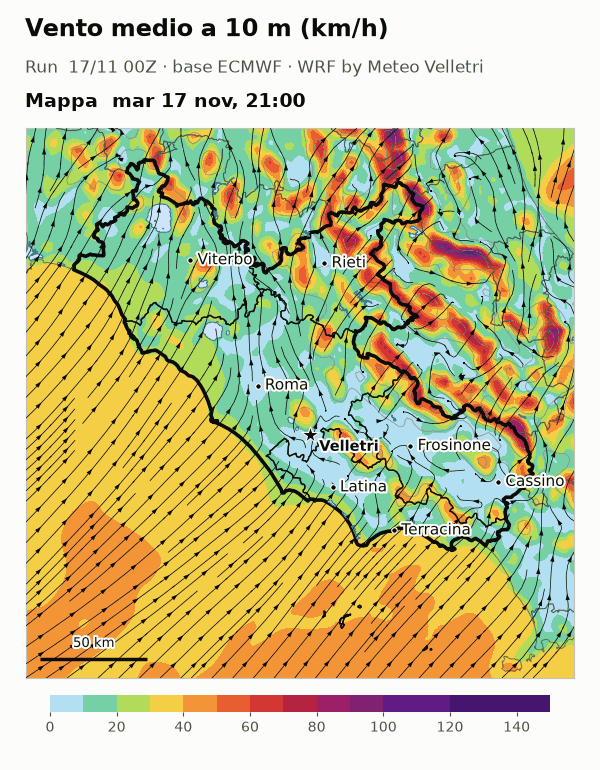 Vento medio a 10 m (km/h)
Run  17/11 00Z · base ECMWF · WRF by Meteo Velletri
Mappa  mar 17 nov, 21:00
Viterbo
Rieti
Roma
Velletri
Frosinone
Cassino
Latina
Terracina
50 km
0 20 40 60 80 100 120 140